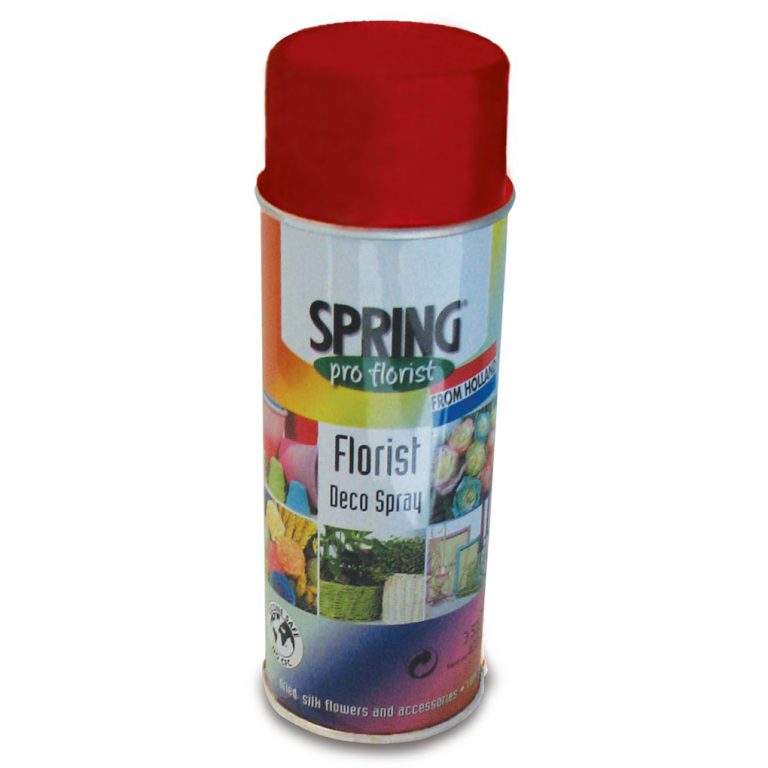 SPRING®
pro florist
FROM HOLLAND
Florist
Deco Spray
dried silk flowers and accessories •